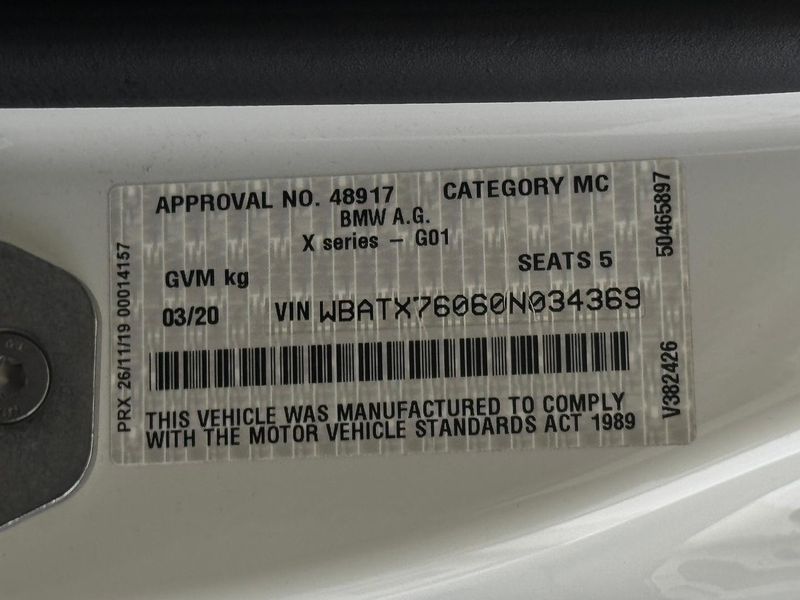 APPROVAL NO. 48917 CATEGORY MC
BMW A.G.
X series – G01
GVM kg SEATS 5
03/20 VIN WBATX76060N034369
THIS VEHICLE WAS MANUFACTURED TO COMPLY
WITH THE MOTOR VEHICLE STANDARDS ACT 1989
PRX 26/11/19 00014157
50465897
V382426